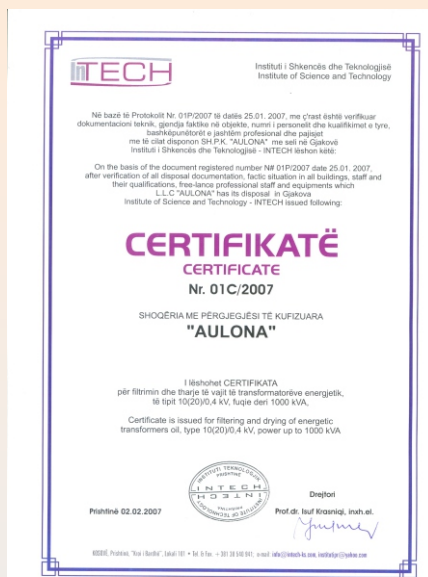 InTECH
Instituti i Shkencës dhe Teknologjisë
Institute of Science and Technology
Në bazë të Protokolit Nr. 01P/2007 të datës 25.01. 2007, me ç'rast është verifikuar
dokumentacioni teknik, gjendja faktike në objekte, numri i personelit dhe kualifikimet e tyre,
bashkëpunëtorët e jashtëm profesional dhe pajisjet
me të cilat disponon SH.P.K. "AULONA" me seli në Gjakovë
Instituti i Shkencës dhe Teknologjisë - INTECH lëshon këtë:
On the basis of the document registered number N# 01P/2007 date 25.01. 2007,
after verification of all disposal documentation, factic situation in all buildings, staff and
their qualifications, free-lance professional staff and equipments which
L.L.C "AULONA" has its disposal in Gjakova
Institute of Science and Technology - INTECH issued following:
CERTIFIKATË
CERTIFICATE
Nr. 01C/2007
SHOQËRIA ME PËRGJEGJËSI TË KUFIZUARA
"AULONA"
I lëshohet CERTIFIKATA
për filtrimin dhe tharje të vajit të transformatorëve energjetik,
të tipit 10(20)/0,4 kV, fuqie deri 1000 kVA,
Certificate is issued for filtering and drying of energetic
transformers oil, type 10(20)/0,4 kV, power up to 1000 kVA
INSTITUTI TEKNOLOGJIK
PRISHTINË
INTECH
INTECH
PRISHTINA
INSTITUTE OF TECHNOLOGY
Drejtori
Prishtinë 02.02.2007
Prof.dr. Isuf Krasniqi, inxh.el.